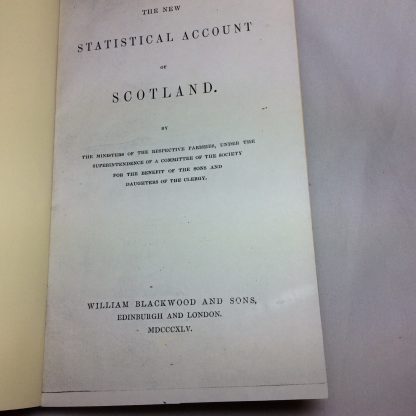 THE NEW
STATISTICAL ACCOUNT
OF
SCOTLAND.
BY
THE MINISTERS OF THE RESPECTIVE PARISHES, UNDER THE
SUPERINTENDENCE OF A COMMITTEE OF THE SOCIETY
FOR THE BENEFIT OF THE SONS AND
DAUGHTERS OF THE CLERGY.
WILLIAM BLACKWOOD AND SONS,
EDINBURGH AND LONDON.
MDCCCXLV.